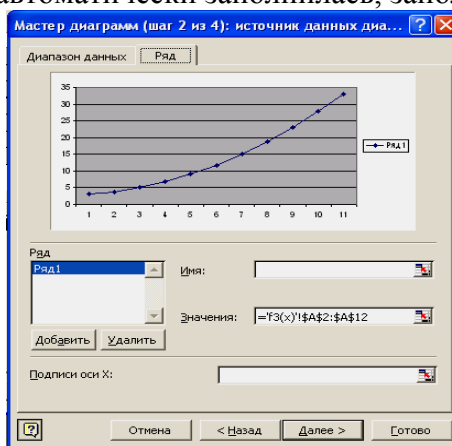 автоматически заполнилась, запо
Мастер диаграмм (шаг 2 из 4): источник данных диа...
Диапазон данных Ряд
35
30
25
20
15
10
5
0
1 2 3 4 5 6 7 8 9 10 11
Ряд1
Ряд
Ряд1
Имя:
Значения: ='f3(x)'!$A$2:$A$12
Добавить Удалить
Подписи оси X:
Отмена < Назад Далее > Готово